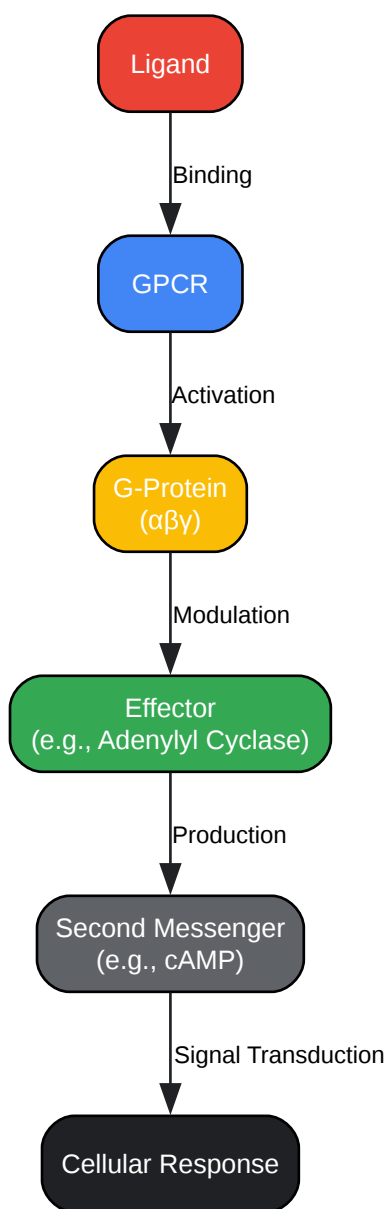 Ligand
Binding
GPCR
Activation
G-Protein
(αβγ)
Modulation
Effector
(e.g., Adenylyl Cyclase)
Production
Second Messenger
(e.g., cAMP)
Signal Transduction
Cellular Response